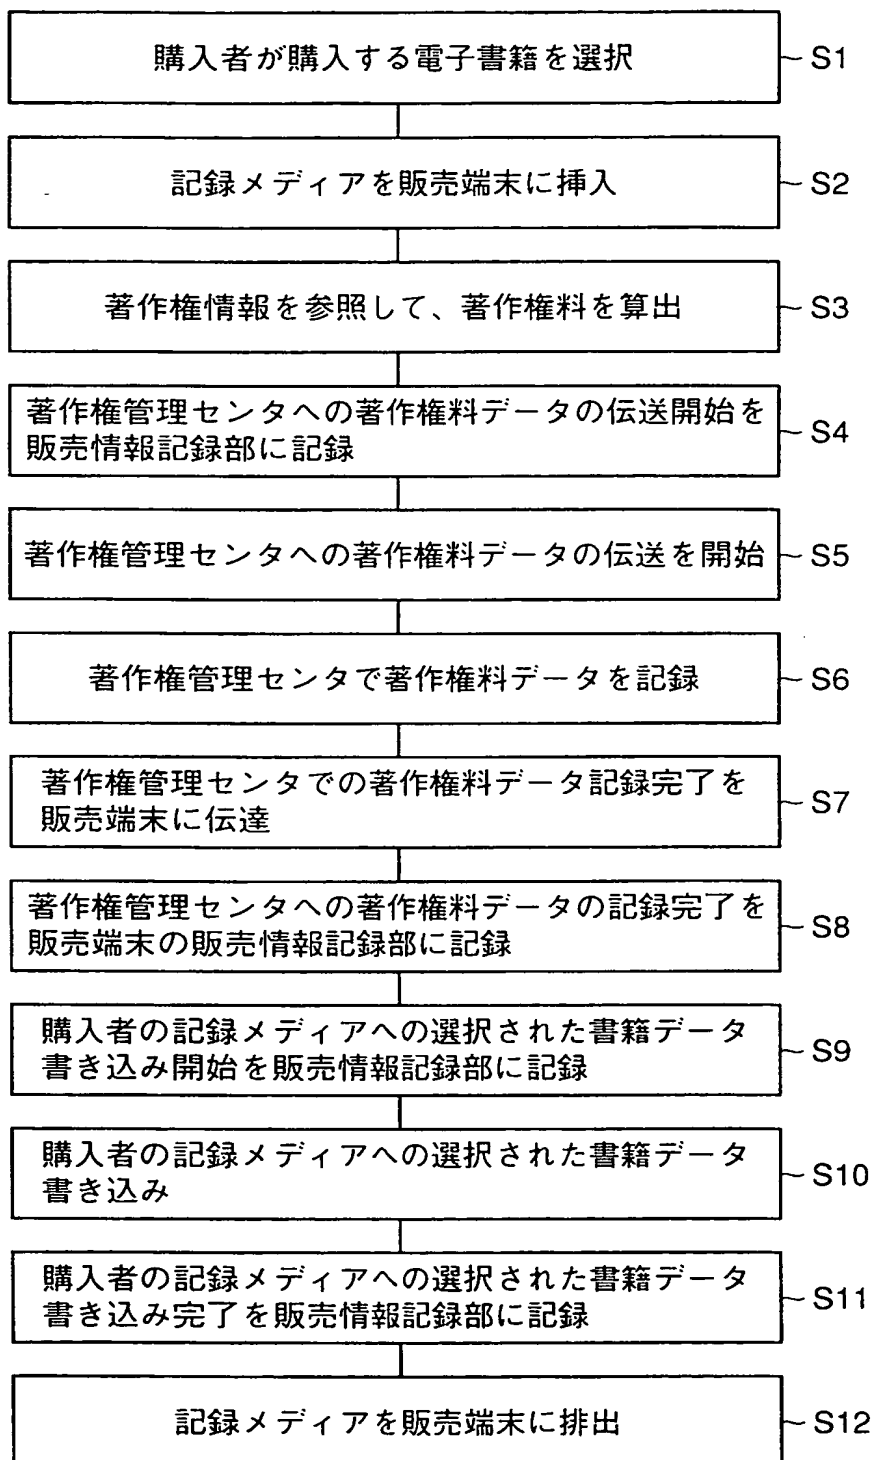 購入者が購入する電子書籍を選択 S1
記録メディアを販売端末に挿入 S2
著作権情報を参照して、著作権料を算出 S3
著作権管理センタへの著作権料データの伝送開始を
販売情報記録部に記録 S4
著作権管理センタへの著作権料データの伝送を開始 S5
著作権管理センタで著作権料データを記録 S6
著作権管理センタでの著作権料データ記録完了を
販売端末に伝達 S7
著作権管理センタへの著作権料データの記録完了を
販売端末の販売情報記録部に記録 S8
購入者の記録メディアへの選択された書籍データ
書き込み開始を販売情報記録部に記録 S9
購入者の記録メディアへの選択された書籍データ
書き込み S10
購入者の記録メディアへの選択された書籍データ
書き込み完了を販売情報記録部に記録 S11
記録メディアを販売端末に排出 S12